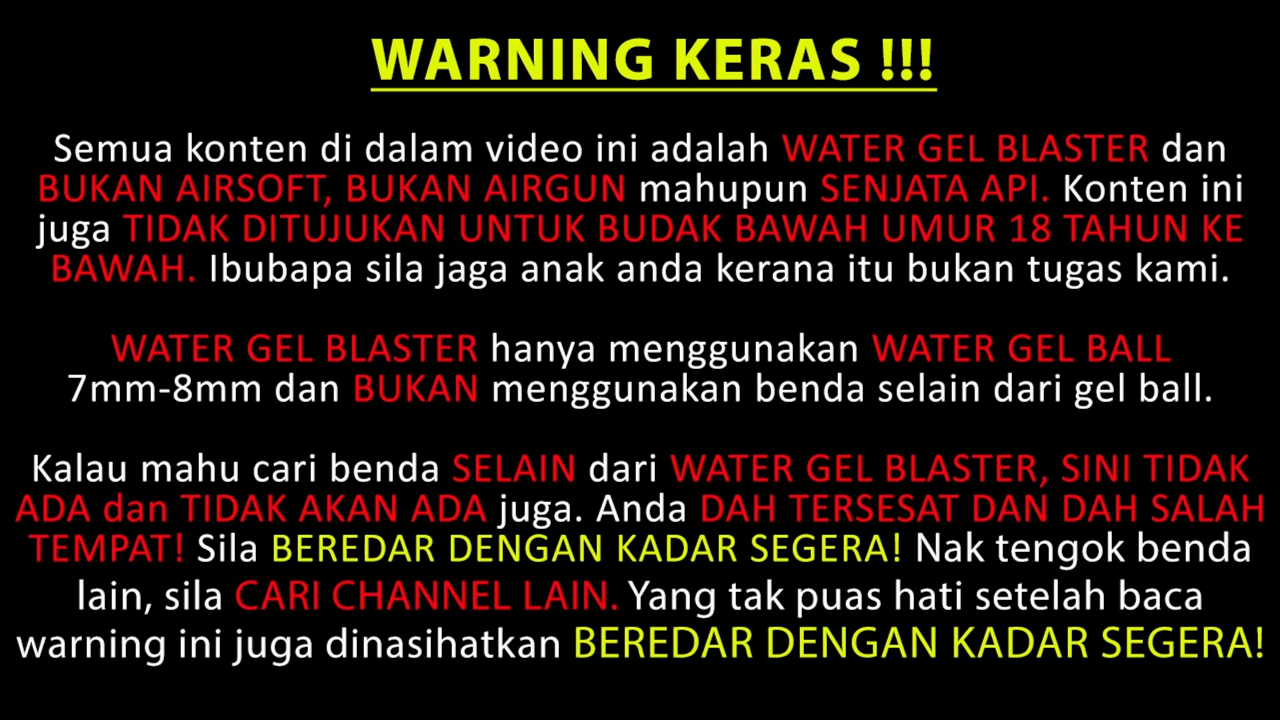 WARNING KERAS !!!
Semua konten di dalam video ini adalah WATER GEL BLASTER dan
BUKAN AIRSOFT, BUKAN AIRGUN mahupun SENJATA API. Konten ini
juga TIDAK DITUJUKAN UNTUK BUDAK BAWAH UMUR 18 TAHUN KE
BAWAH. Ibubapa sila jaga anak anda kerana itu bukan tugas kami.
WATER GEL BLASTER hanya menggunakan WATER GEL BALL
7mm-8mm dan BUKAN menggunakan benda selain dari gel ball.
Kalau mahu cari benda SELAIN dari WATER GEL BLASTER, SINI TIDAK
ADA dan TIDAK AKAN ADA juga. Anda DAH TERSESAT DAN DAH SALAH
TEMPAT! Sila BEREDAR DENGAN KADAR SEGERA! Nak tengok benda
lain, sila CARI CHANNEL LAIN. Yang tak puas hati setelah baca
warning ini juga dinasihatkan BEREDAR DENGAN KADAR SEGERA!